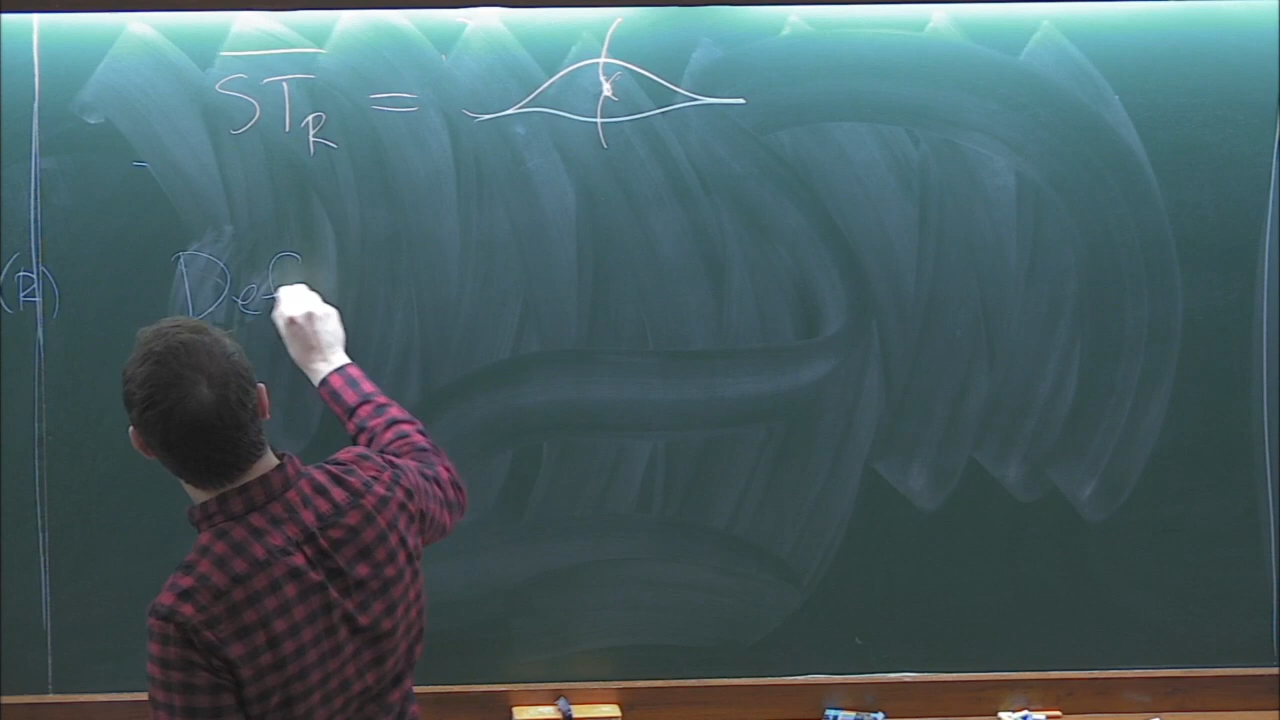 ST_R =
(R)
Def